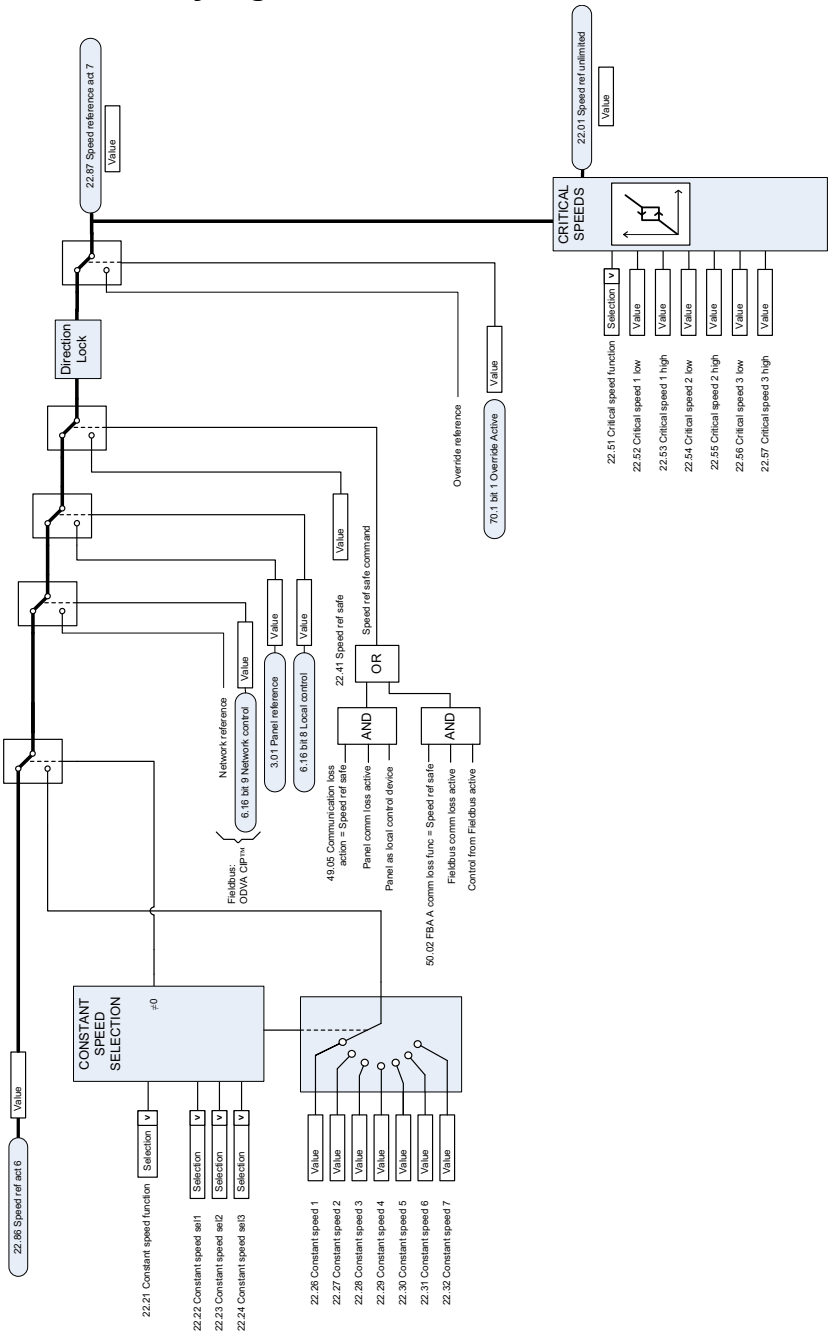 22.86 Speed ref act 6
Value
22.21 Constant speed function
Selection
v
22.22 Constant speed sel1
Selection
v
22.23 Constant speed sel2
Selection
v
22.24 Constant speed sel3
Selection
v
CONSTANT
SPEED
SELECTION
≠0
22.26 Constant speed 1
Value
22.27 Constant speed 2
Value
22.28 Constant speed 3
Value
22.29 Constant speed 4
Value
22.30 Constant speed 5
Value
22.31 Constant speed 6
Value
22.32 Constant speed 7
Value
Network reference
Fieldbus:
ODVA CIP™
6.16 bit 9 Network control
Value
3.01 Panel reference
Value
6.16 bit 8 Local control
Value
22.41 Speed ref safe
Value
49.05 Communication loss
action = Speed ref safe
Panel comm loss active
Panel as local control device
AND
50.02 FBA A comm loss func = Speed ref safe
Fieldbus comm loss active
Control from Fieldbus active
AND
OR
Speed ref safe command
Direction
Lock
Override reference
70.1 bit 1 Override Active
Value
22.87 Speed reference act 7
Value
22.51 Critical speed function
Selection
v
22.52 Critical speed 1 low
Value
22.53 Critical speed 1 high
Value
22.54 Critical speed 2 low
Value
22.55 Critical speed 2 high
Value
22.56 Critical speed 3 low
Value
22.57 Critical speed 3 high
Value
CRITICAL
SPEEDS
22.01 Speed ref unlimited
Value